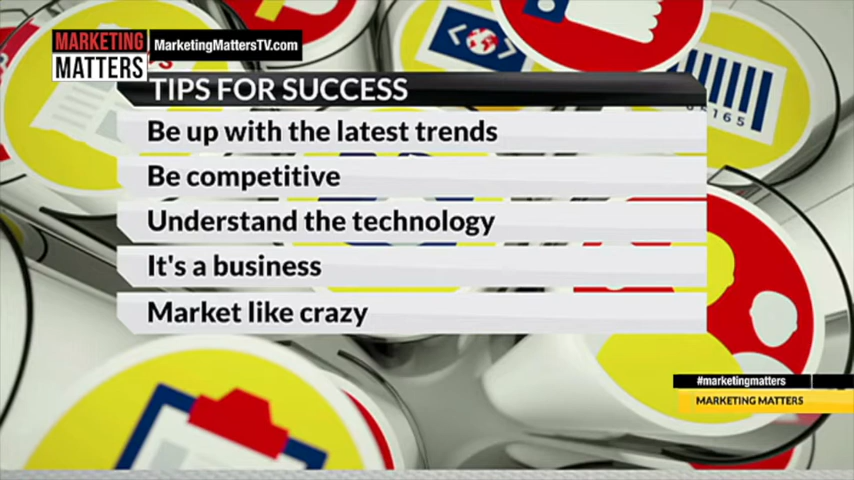 MARKETING
MATTERS
MarketingMattersTV.com
TIPS FOR SUCCESS
Be up with the latest trends
Be competitive
Understand the technology
It's a business
Market like crazy
#marketingmatters
MARKETING MATTERS